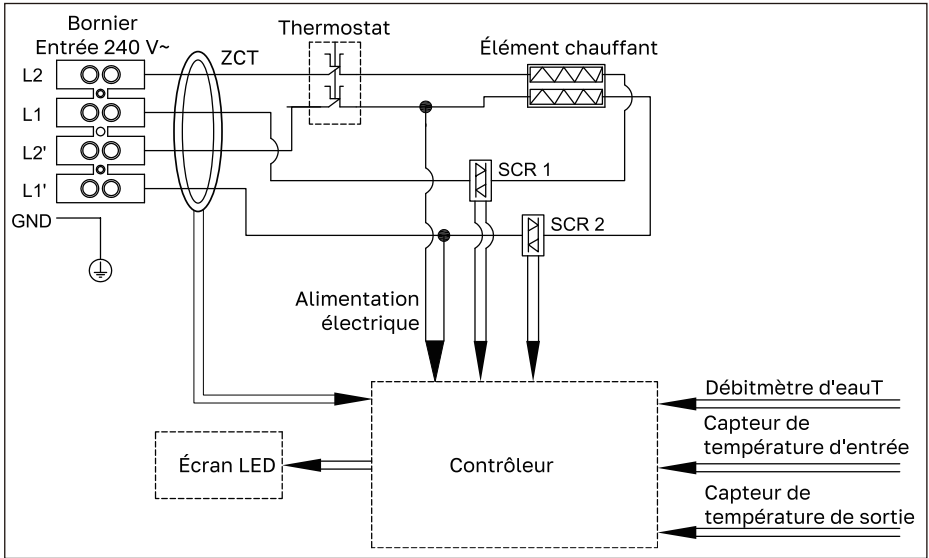 Bornier
Entrée 240 V~
Thermostat
Élément chauffant
ZCT
L2
L1
L2'
L1'
GND
SCR 1
SCR 2
Alimentation
électrique
Débitmètre d'eauT
Capteur de
température d'entrée
Écran LED
Contrôleur
Capteur de
température de sortie